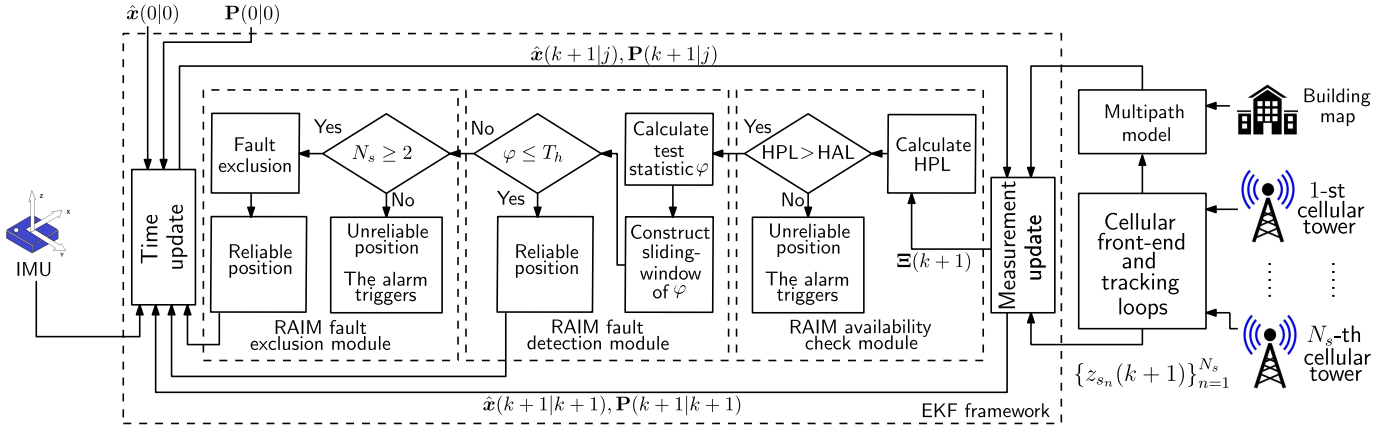 x̂(0|0)
P(0|0)
x̂(k+1|j), P(k+1|j)
IMU
z
x
Y
Time
update
Fault
exclusion
Yes
N_s ≥ 2
No
Reliable
position
Unreliable
position
The alarm
triggers
RAIM fault
exclusion module
No
φ ≤ T_h
Yes
Reliable
position
Calculate
test
statistic φ
Construct
sliding-
window
of φ
RAIM fault
detection module
Yes
HPL>HAL
No
Calculate
HPL
Unreliable
position
The alarm
triggers
Ξ(k+1)
RAIM availability
check module
Measurement
update
x̂(k+1|k+1), P(k+1|k+1)
EKF framework
Multipath
model
Building
map
Cellular
front-end
and
tracking
loops
1-st
cellular
tower
N_s-th
cellular
tower
{z_{s_n}(k+1)}_{n=1}^{N_s}